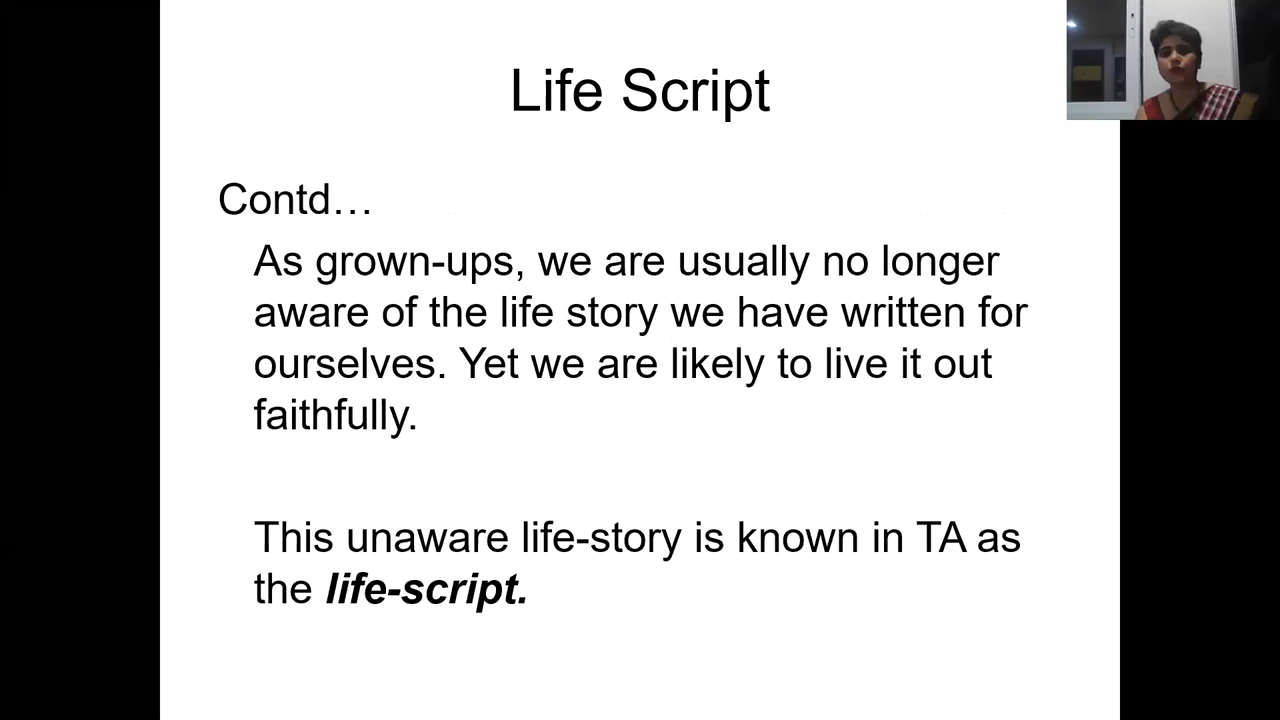 Life Script
Contd…
As grown-ups, we are usually no longer
aware of the life story we have written for
ourselves. Yet we are likely to live it out
faithfully.
This unaware life-story is known in TA as
the life-script.